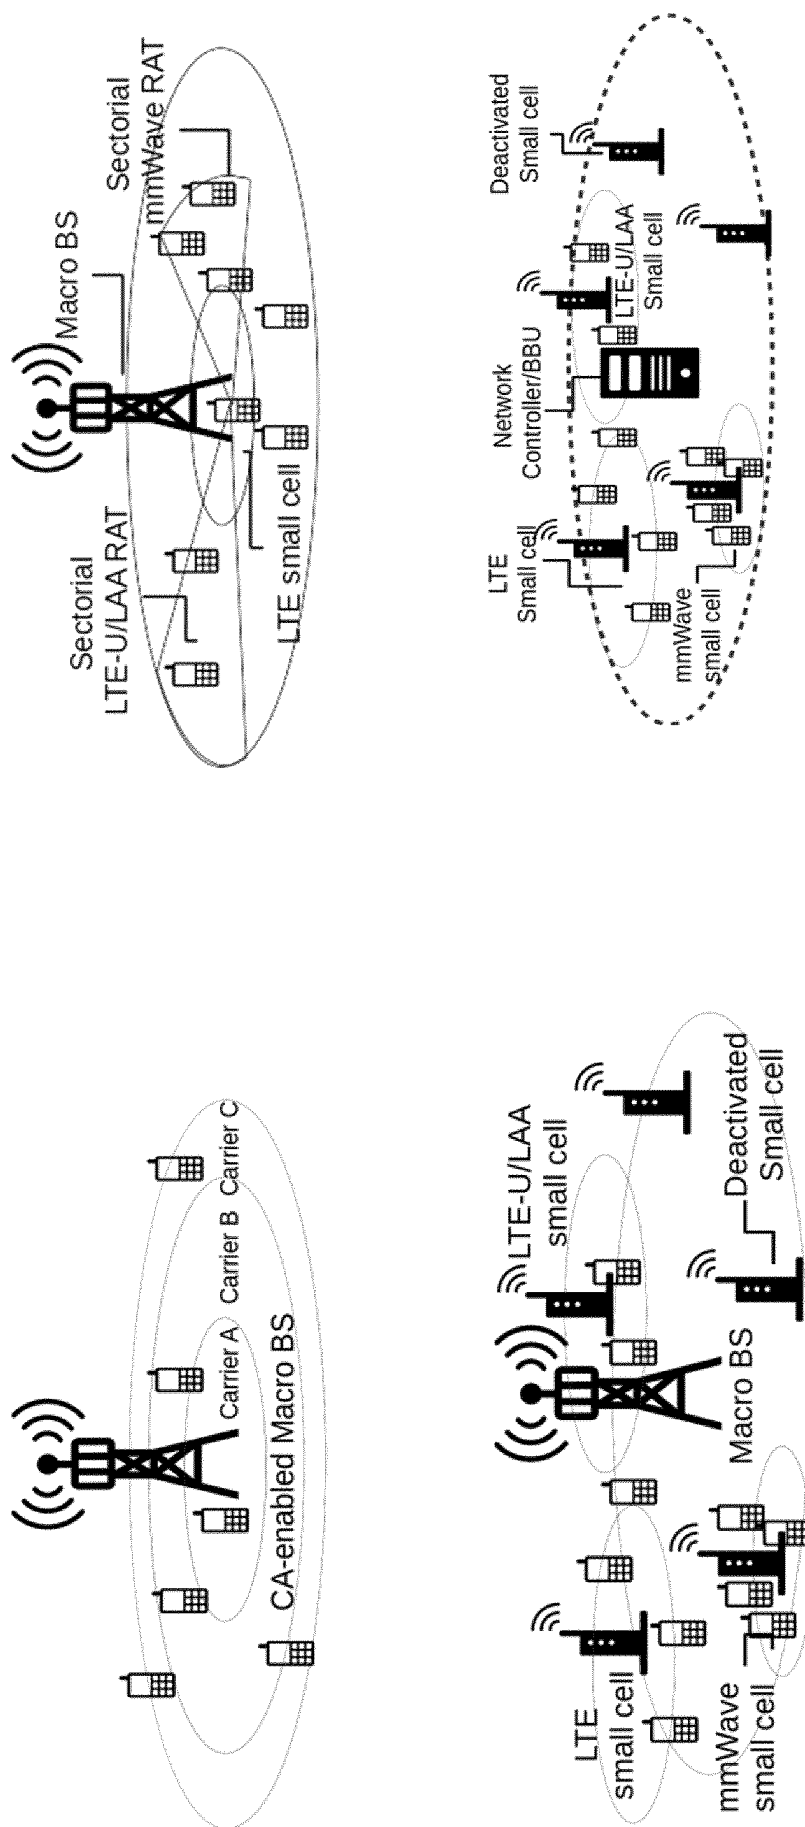 Carrier A
Carrier B
Carrier C
CA-enabled Macro BS
Sectorial
LTE-U/LAA RAT
Macro BS
Sectorial
mmWave RAT
LTE small cell
LTE
small cell
mmWave
small cell
Macro BS
LTE-U/LAA
small cell
Deactivated
Small cell
LTE
Small cell
mmWave
small cell
Network
Controller/BBU
LTE-U/LAA
Small cell
Deactivated
Small cell